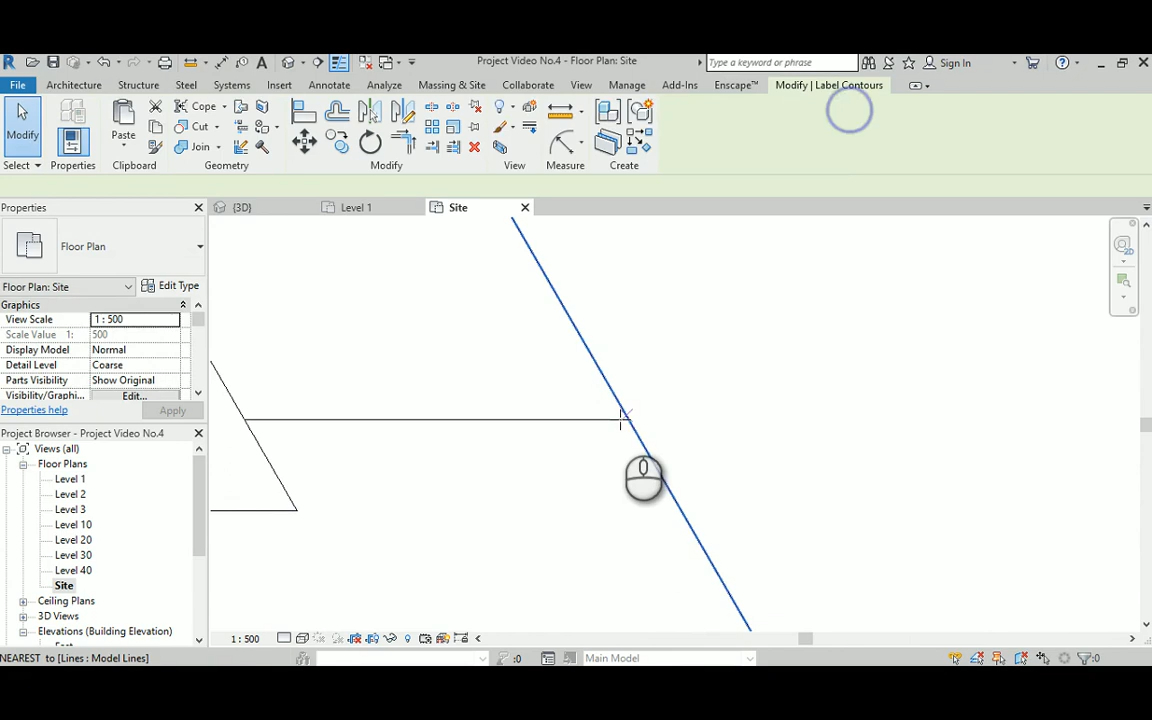 Project Video No.4 - Floor Plan: Site
Type a keyword or phrase
Sign In
File Architecture Structure Steel Systems Insert Annotate Analyze Massing & Site Collaborate View Manage Add-Ins Enscape™ Modify | Label Contours
Modify
Paste
Cope
Cut
Join
Select Properties Clipboard Geometry Modify View Measure Create
Properties
{3D}
Level 1
Site
Floor Plan
Floor Plan: Site
Edit Type
Graphics
View Scale 1 : 500
Scale Value 1: 500
Display Model Normal
Detail Level Coarse
Parts Visibility Show Original
Visibility/Graphi... Edit...
Properties help
Apply
Project Browser - Project Video No.4
Views (all)
Floor Plans
Level 1
Level 2
Level 3
Level 10
Level 20
Level 30
Level 40
Site
Ceiling Plans
3D Views
Elevations (Building Elevation)
1 : 500
NEAREST to [Lines : Model Lines]
:0
Main Model
:0
2D